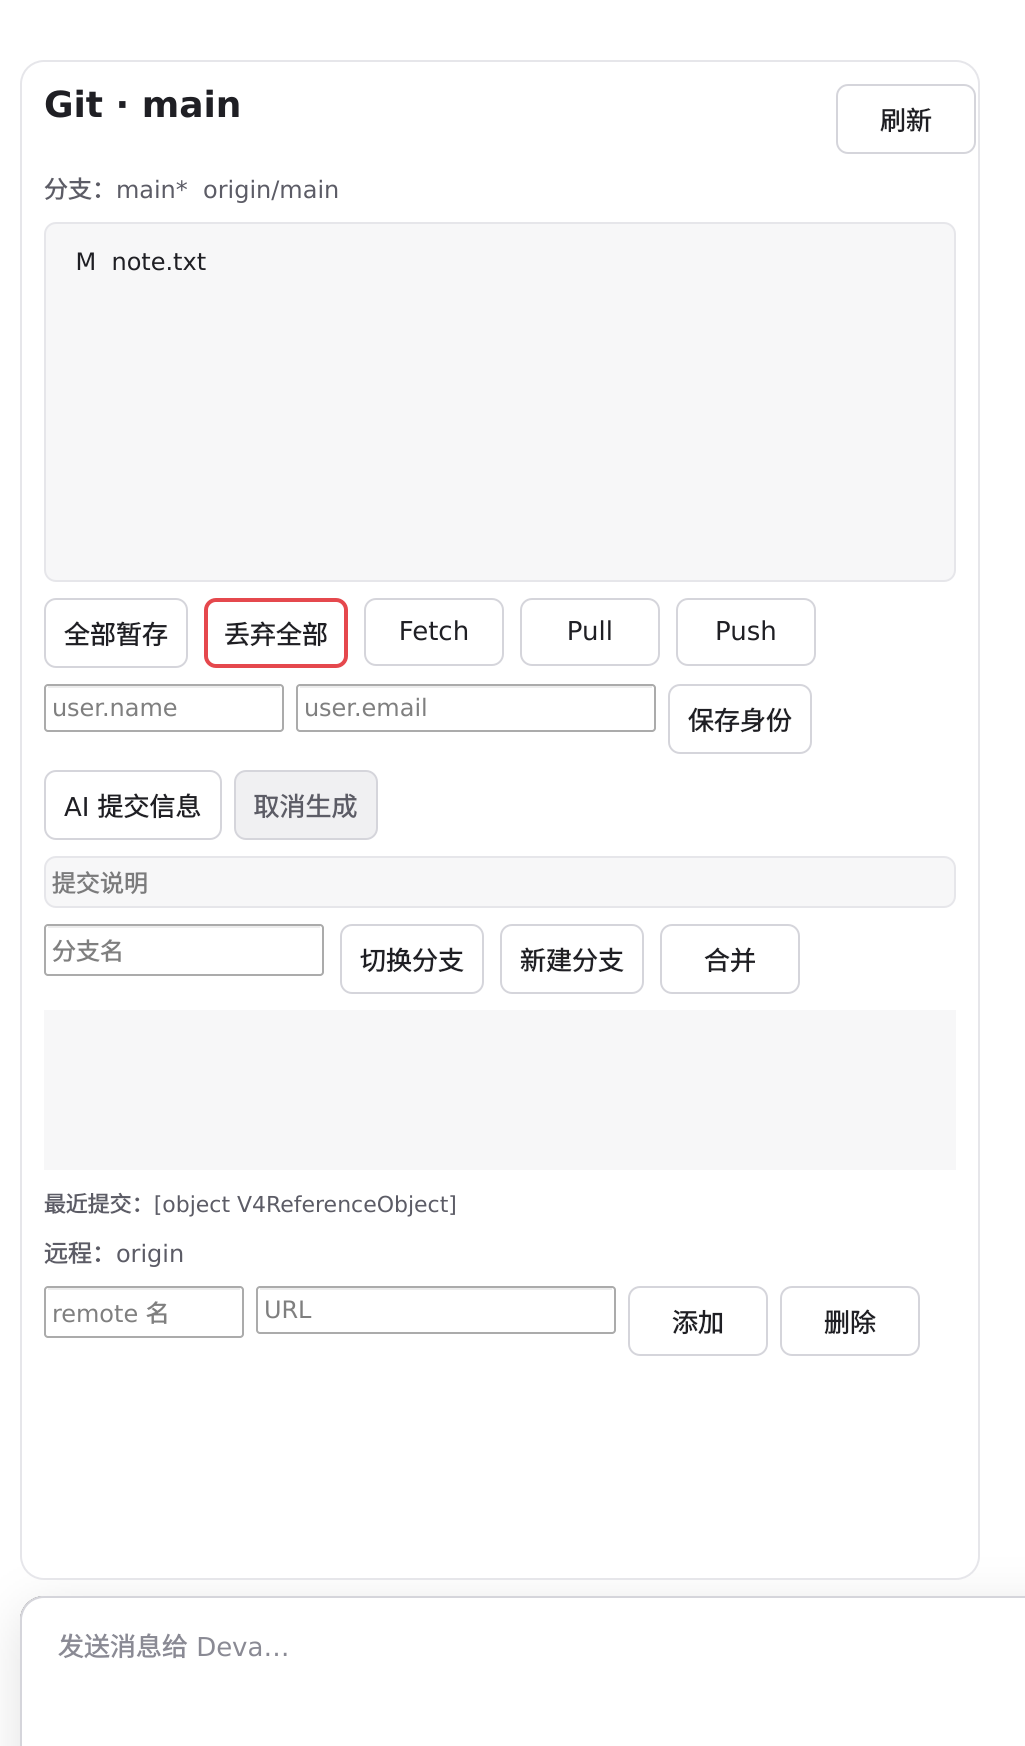 Git · main
刷新
分支：main*  origin/main
M  note.txt
全部暂存
丢弃全部
Fetch
Pull
Push
user.name
user.email
保存身份
AI 提交信息
取消生成
提交说明
分支名
切换分支
新建分支
合并
最近提交：[object V4ReferenceObject]
远程：origin
remote 名
URL
添加
删除
发送消息给 Deva…